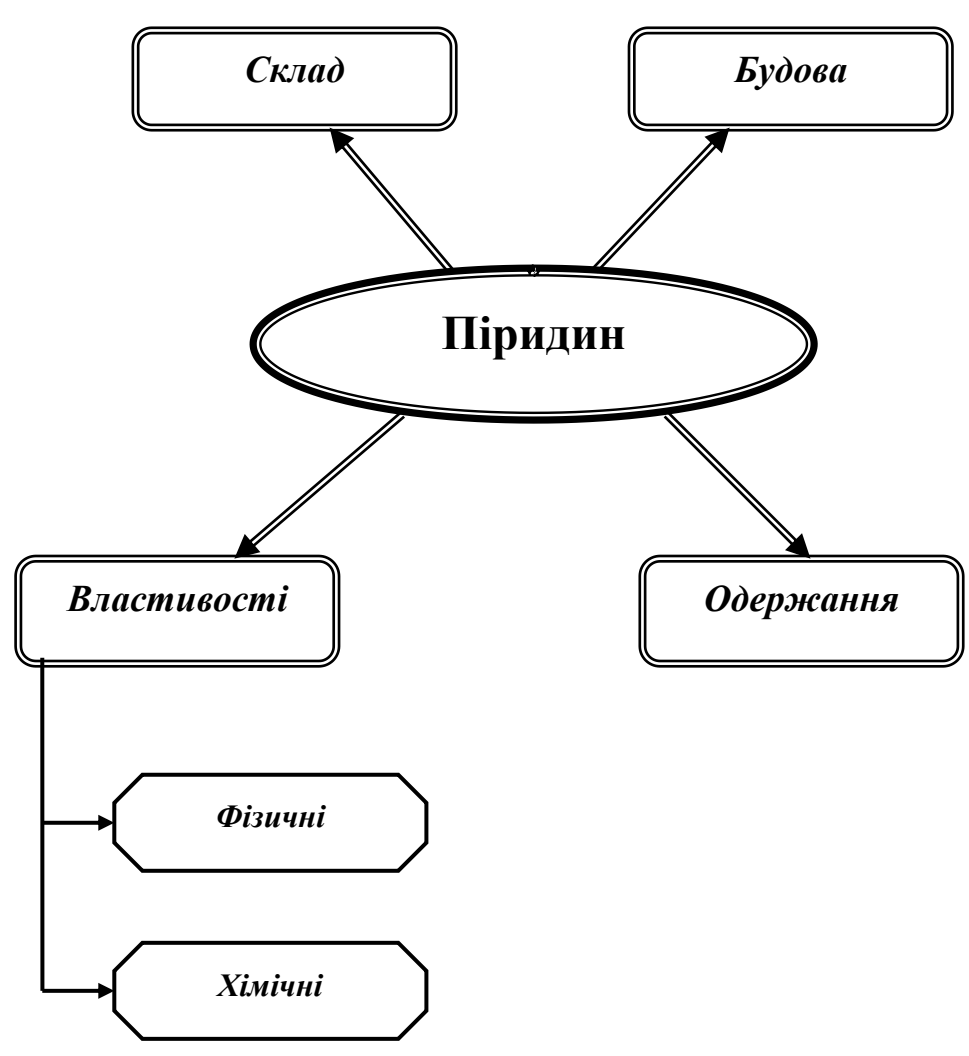 Склад
Будова
Піридин
Властивості
Одержання
Фізичні
Хімічні